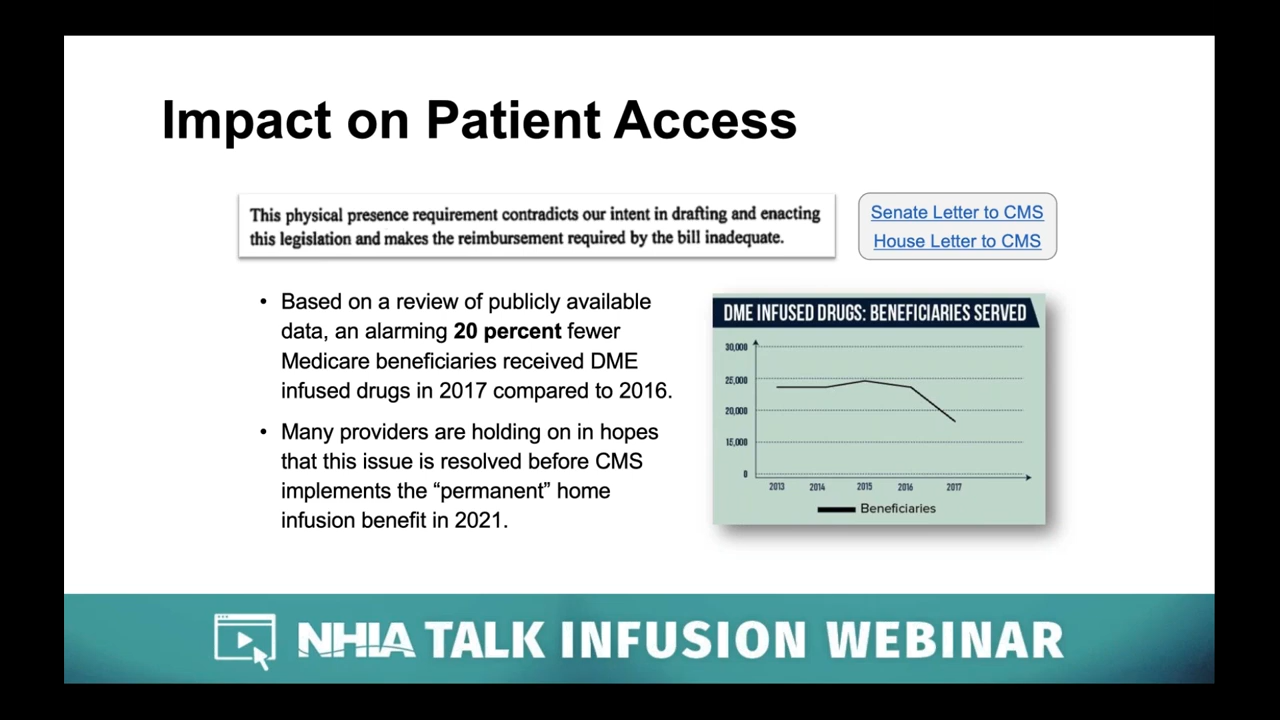 Impact on Patient Access
This physical presence requirement contradicts our intent in drafting and enacting
this legislation and makes the reimbursement required by the bill inadequate.
Senate Letter to CMS
House Letter to CMS
• Based on a review of publicly available
data, an alarming 20 percent fewer
Medicare beneficiaries received DME
infused drugs in 2017 compared to 2016.
• Many providers are holding on in hopes
that this issue is resolved before CMS
implements the “permanent” home
infusion benefit in 2021.
DME INFUSED DRUGS: BENEFICIARIES SERVED
30,000
25,000
20,000
15,000
0
2013 2014 2015 2016 2017
Beneficiaries
NHIA TALK INFUSION WEBINAR